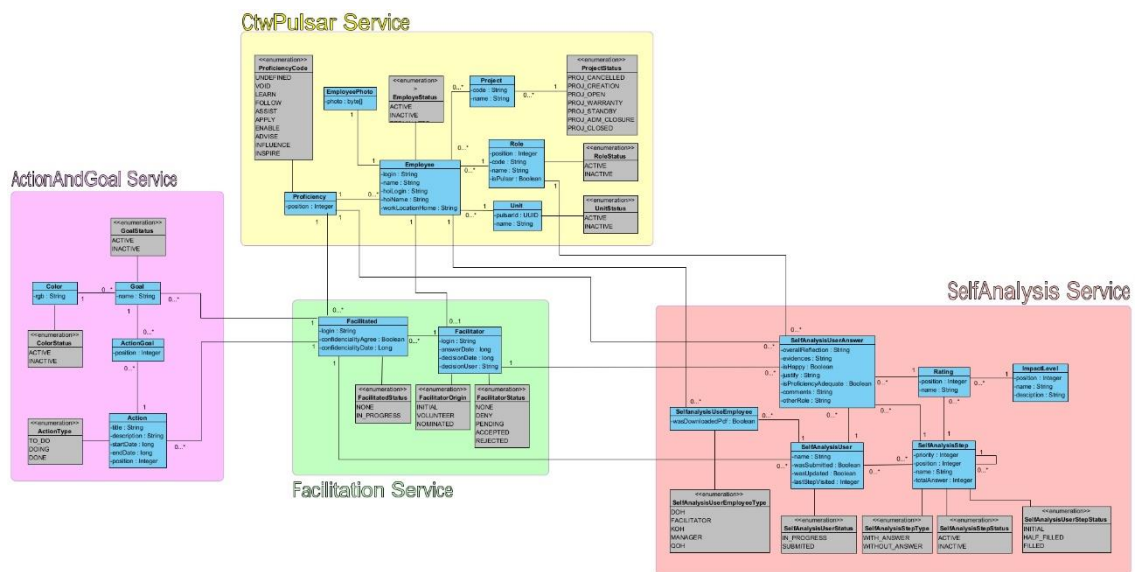 CtwPulsar Service
<<enumeration>>
ProficiencyCode
UNDEFINED
VOID
LEARN
FOLLOW
ASSIST
APPLY
ENABLE
ADVISE
INFLUENCE
INSPIRE
EmployeePhoto
-photo : byte[]
<<enumeration>>
EmployeStatus
ACTIVE
INACTIVE
Project
-code : String
-name : String
<<enumeration>>
ProjectStatus
PROJ_CANCELLED
PROJ_CREATION
PROJ_OPEN
PROJ_WARRANTY
PROJ_STANDBY
PROJ_ADM_CLOSURE
PROJ_CLOSED
Role
-position : Integer
-code : String
-name : String
-isPulsar : Boolean
<<enumeration>>
RoleStatus
ACTIVE
INACTIVE
Employee
-login : String
-name : String
-hoiLogin : String
-hoiName : String
-workLocationHome : String
Proficiency
-position : Integer
Unit
-pulsarId : UUID
-name : String
<<enumeration>>
UnitStatus
ACTIVE
INACTIVE
ActionAndGoal Service
<<enumeration>>
GoalStatus
ACTIVE
INACTIVE
Color
-rgb : String
Goal
-name : String
<<enumeration>>
ColorStatus
ACTIVE
INACTIVE
ActionGoal
-position : Integer
<<enumeration>>
ActionType
TO_DO
DOING
DONE
Action
-title : String
-description : String
-startDate : long
-endDate : long
-position : Integer
Facilitated
-login : String
-confidencialityAgree : Boolean
-confidencialityDate : Long
Facilitator
-login : String
-answerDate : long
-decisionDate : long
-decisionUser : String
<<enumeration>>
FacilitatedStatus
NONE
IN_PROGRESS
<<enumeration>>
FacilitatorOrigin
INITIAL
VOLUNTEER
NOMINATED
<<enumeration>>
FacilitatorStatus
NONE
DENY
PENDING
ACCEPTED
REJECTED
Facilitation Service
SelfAnalysis Service
SelfAnalysisUserAnswer
-overallReflection : String
-evidences : String
-isHappy : Boolean
-justify : String
-isProficiencyAdequate : Boolean
-comments : String
-otherRole : String
Rating
-position : Integer
-name : String
ImpactLevel
-position : Integer
-name : String
-desciption : String
SelfanalysisUseEmployee
-wasDownloadedPdf : Boolean
SelfAnalysisUser
-name : String
-wasSubmitted : Boolean
-wasUpdated : Boolean
-lastStepVisited : Integer
SelfAnalysisStep
-priority : Integer
-position : Integer
-name : String
-totalAnswer : Integer
<<enumeration>>
SelfAnalysisUserEmployeeType
DOH
FACILITATOR
KOH
MANAGER
QOH
<<enumeration>>
SelfAnalysisUserStatus
IN_PROGRESS
SUBMITED
<<enumeration>>
SelfAnalysisStepType
WITH_ANSWER
WITHOUT_ANSWER
<<enumeration>>
SelfAnalysisStepStatus
ACTIVE
INACTIVE
<<enumeration>>
SelfAnalysisUserStepStatus
INITIAL
HALF_FILLED
FILLED